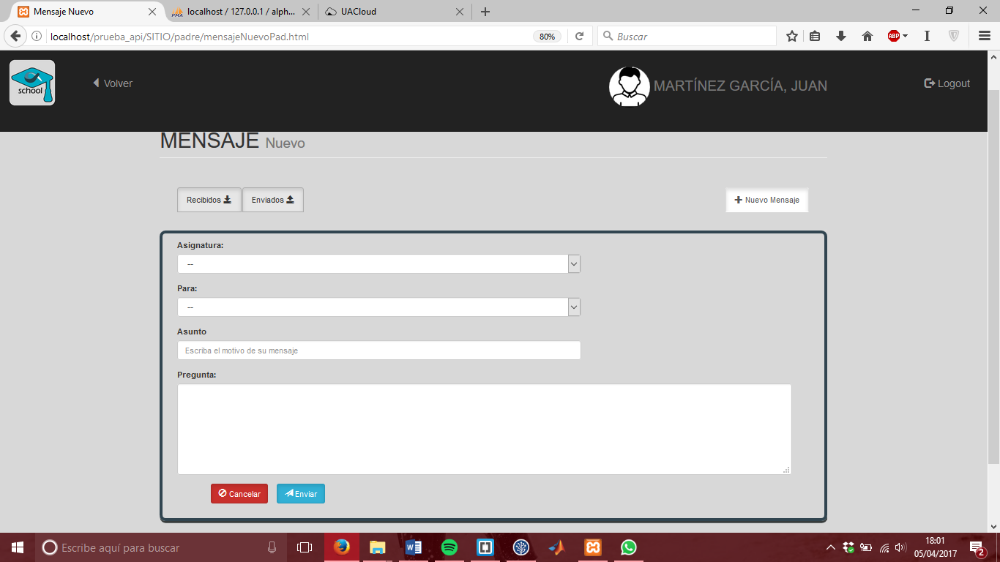 Mensaje Nuevo
localhost / 127.0.0.1 / alph...
UACloud
localhost/prueba_api/SITIO/padre/mensajeNuevoPad.html
80%
Buscar
ABP
school
Volver
MARTÍNEZ GARCÍA, JUAN
Logout
MENSAJE Nuevo
Recibidos
Enviados
Nuevo Mensaje
Asignatura:
--
Para:
--
Asunto
Escriba el motivo de su mensaje
Pregunta:
Cancelar
Enviar
Escribe aquí para buscar
18:01
05/04/2017
2